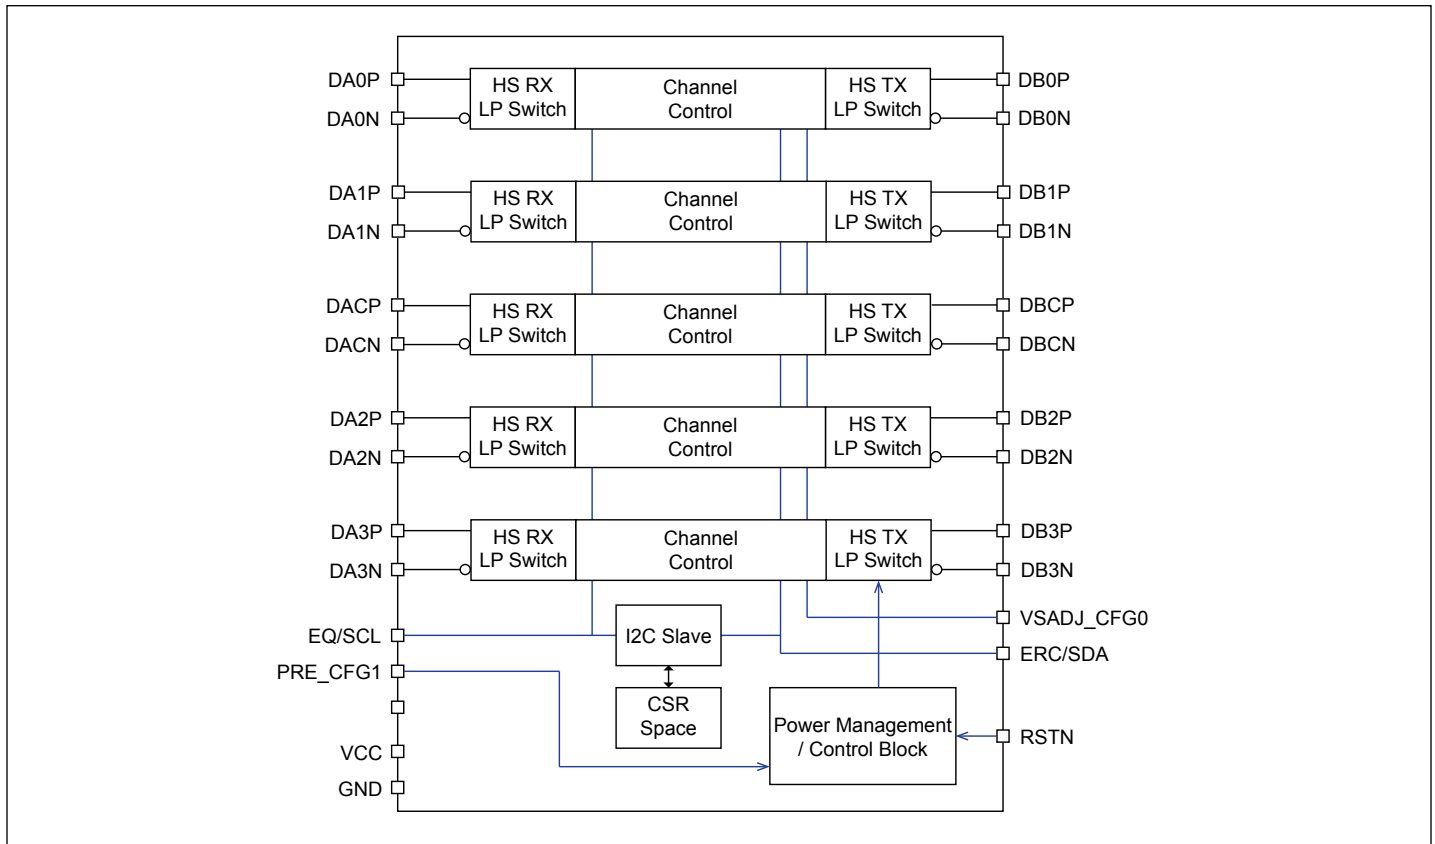 DA0P
HS RX
LP Switch
Channel
Control
HS TX
LP Switch
DB0P
DA0N
DB0N
DA1P
HS RX
LP Switch
Channel
Control
HS TX
LP Switch
DB1P
DA1N
DB1N
DACP
HS RX
LP Switch
Channel
Control
HS TX
LP Switch
DBCP
DACN
DBCN
DA2P
HS RX
LP Switch
Channel
Control
HS TX
LP Switch
DB2P
DA2N
DB2N
DA3P
HS RX
LP Switch
Channel
Control
HS TX
LP Switch
DB3P
DA3N
DB3N
EQ/SCL
I2C Slave
VSADJ_CFG0
ERC/SDA
PRE_CFG1
CSR
Space
Power Management
/ Control Block
RSTN
VCC
GND